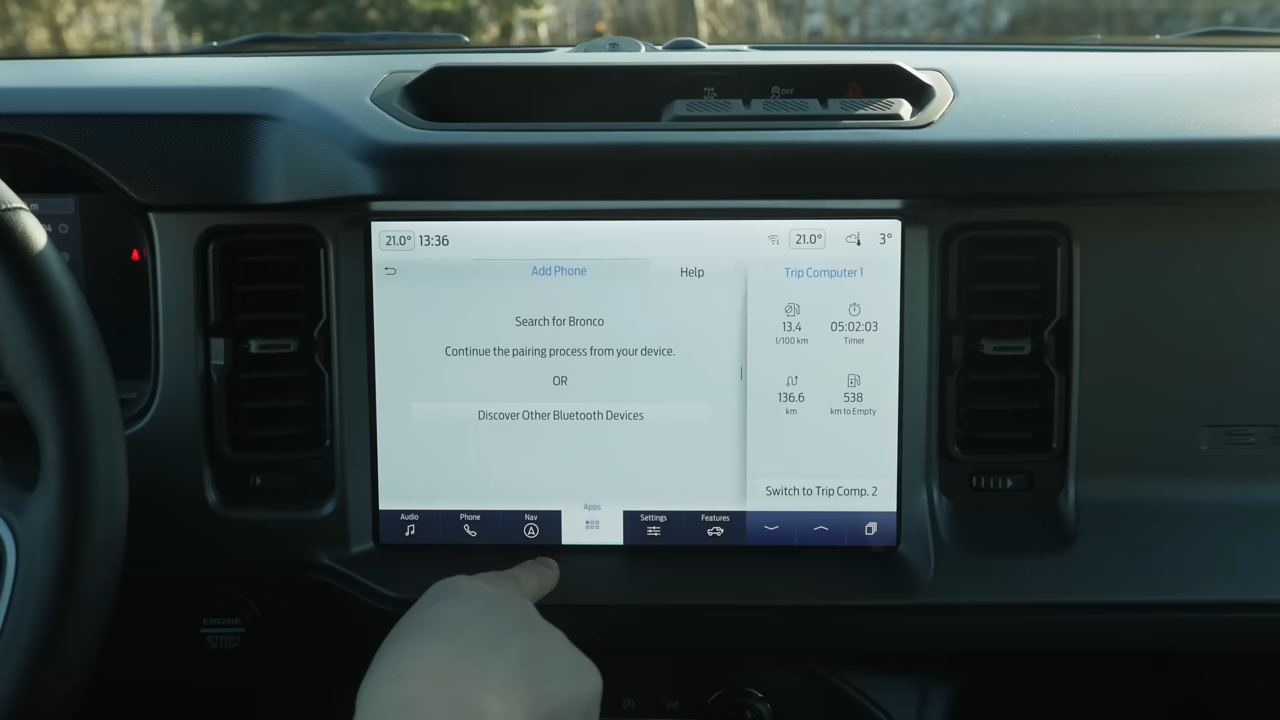 OFF
21.0° 13:36
21.0°
3°
Add Phone
Help
Trip Computer 1
Search for Bronco
Continue the pairing process from your device.
OR
Discover Other Bluetooth Devices
13.4
l/100 km
05:02:03
Timer
136.6
km
538
km to Empty
Switch to Trip Comp. 2
Audio
Phone
Nav
Apps
Settings
Features
ENGINE
START
STOP